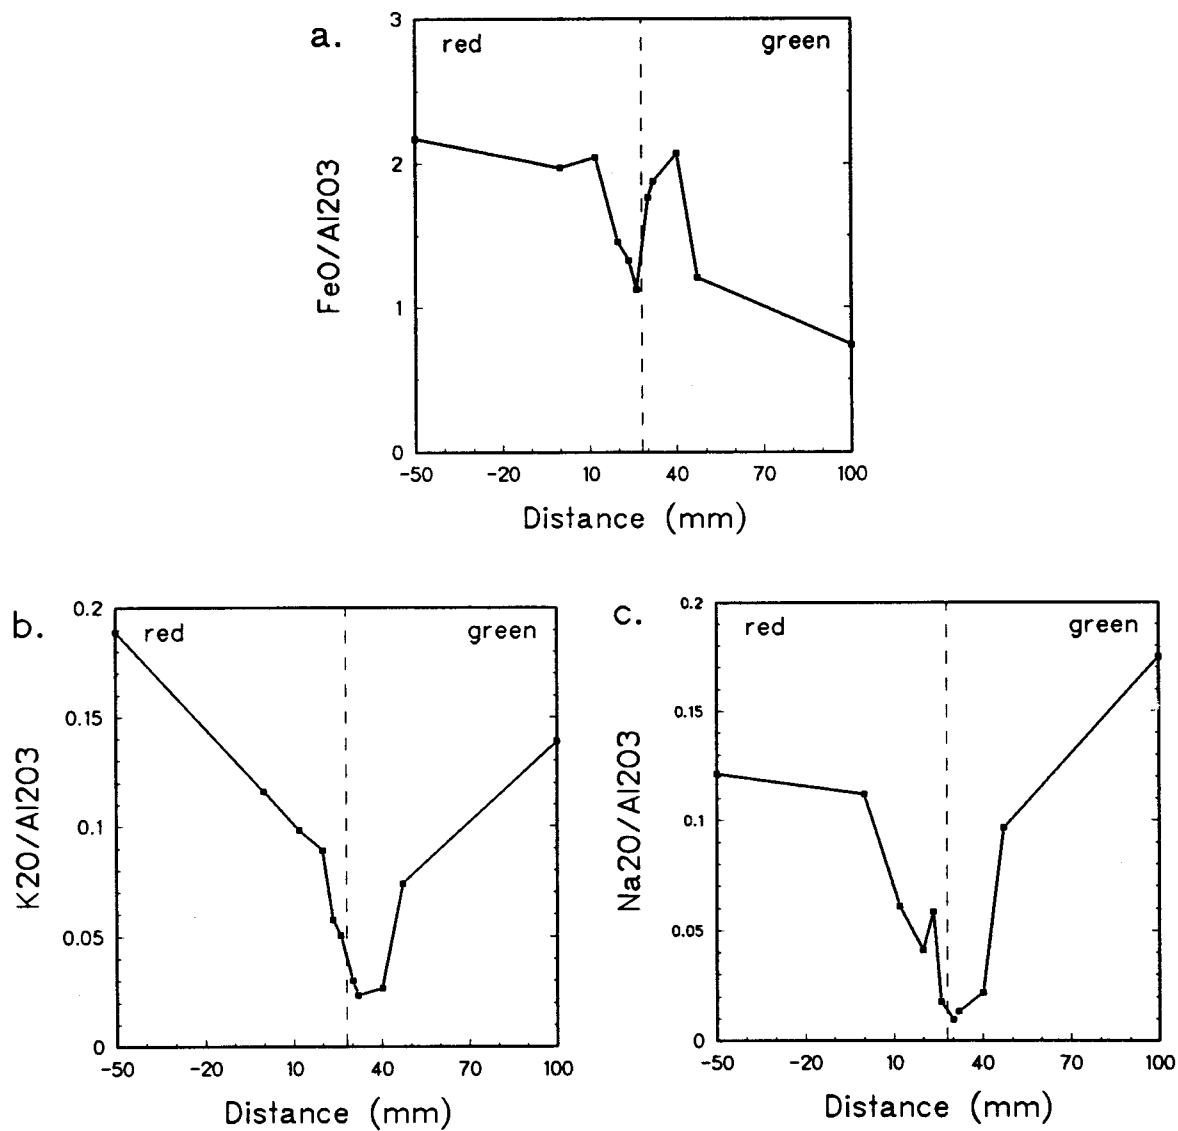 a.
3
red green
2
FeO/Al2O3
1
0
-50 -20 10 40 70 100
Distance (mm)
b.
0.2
red green
0.15
K2O/Al2O3
0.1
0.05
0
-50 -20 10 40 70 100
Distance (mm)
c.
0.2
red green
0.15
Na2O/Al2O3
0.1
0.05
0
-50 -20 10 40 70 100
Distance (mm)